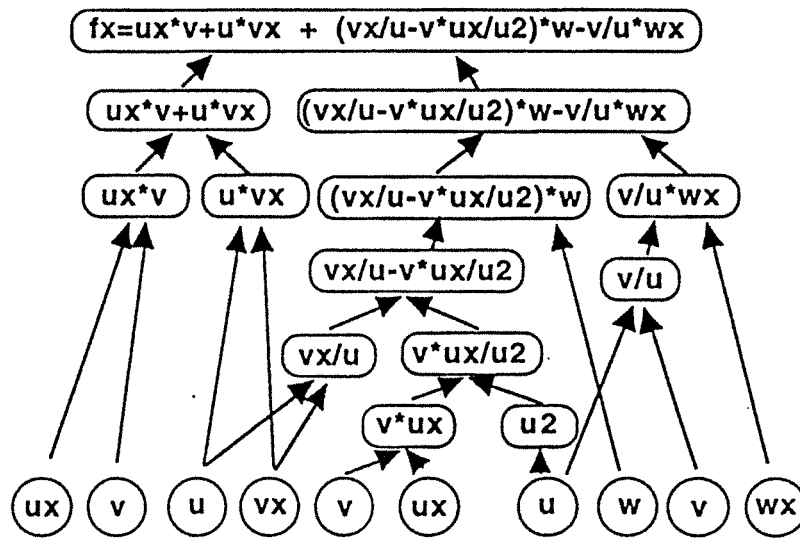 fx=ux*v+u*vx + (vx/u-v*ux/u2)*w-v/u*wx
ux*v+u*vx
(vx/u-v*ux/u2)*w-v/u*wx
ux*v
u*vx
(vx/u-v*ux/u2)*w
v/u*wx
vx/u-v*ux/u2
v/u
vx/u
v*ux/u2
v*ux
u2
ux
v
u
vx
v
ux
u
w
v
wx